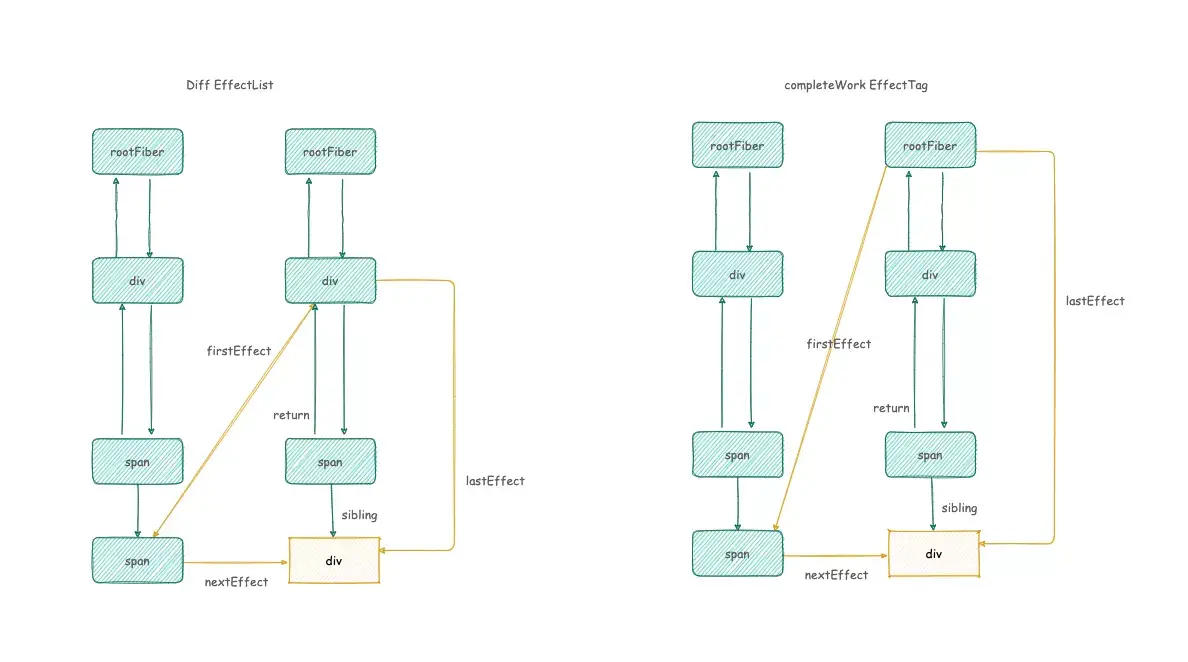 Diff EffectList
rootFiber
rootFiber
div
div
firstEffect
return
span
span
lastEffect
sibling
span
div
nextEffect
completeWork EffectTag
rootFiber
rootFiber
div
div
lastEffect
firstEffect
return
span
span
sibling
span
div
nextEffect